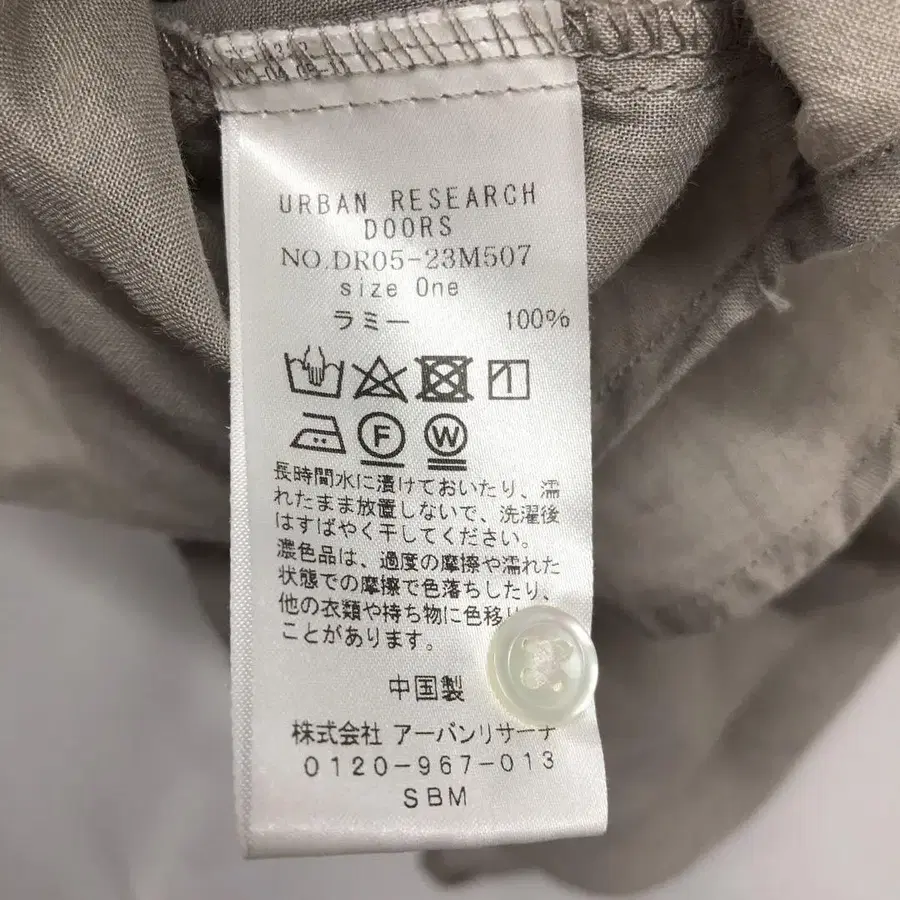 URBAN RESEARCH
DOORS
NO.DR05-23M507
size One
ラミー 100%
F W
長時間水に漬けておいたり、濡
れたまま放置しないで、洗濯後
はすばやく干してください。
濃色品は、過度の摩擦や濡れた
状態での摩擦で色落ちしたり、
他の衣類や持ち物に色移り
ことがあります。
中国製
株式会社 アーバンリサーチ
0120-967-013
SBM